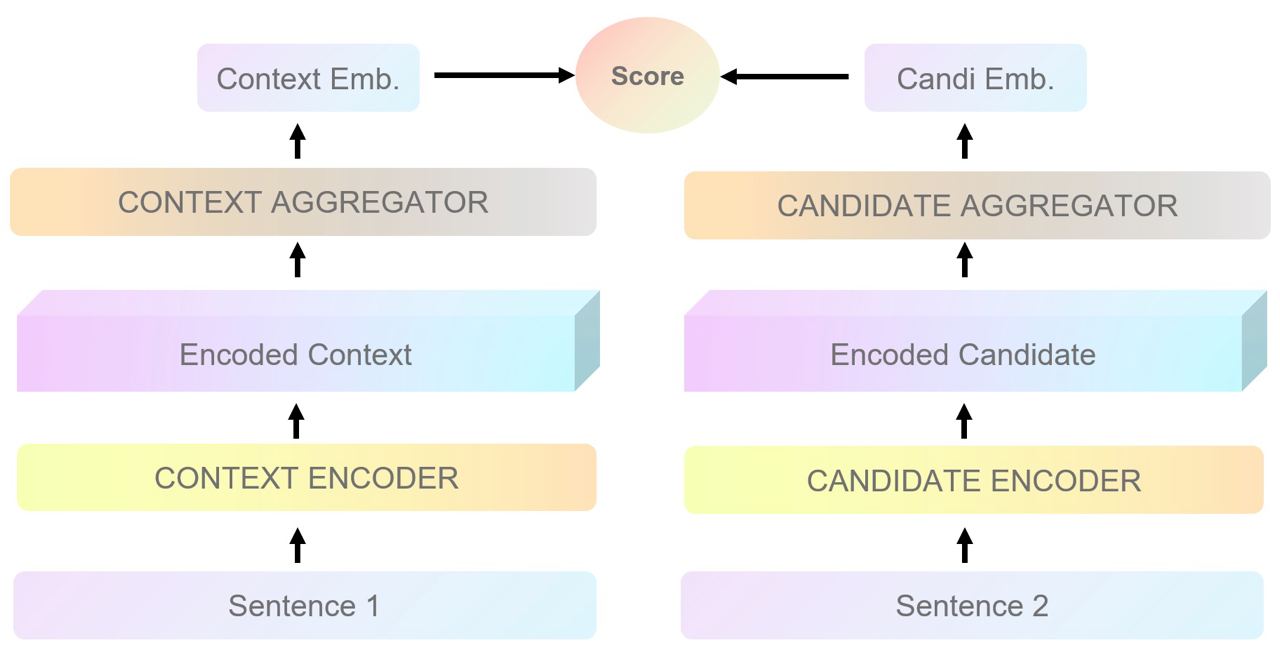 Context Emb.
Score
Candi Emb.
CONTEXT AGGREGATOR
CANDIDATE AGGREGATOR
Encoded Context
Encoded Candidate
CONTEXT ENCODER
CANDIDATE ENCODER
Sentence 1
Sentence 2